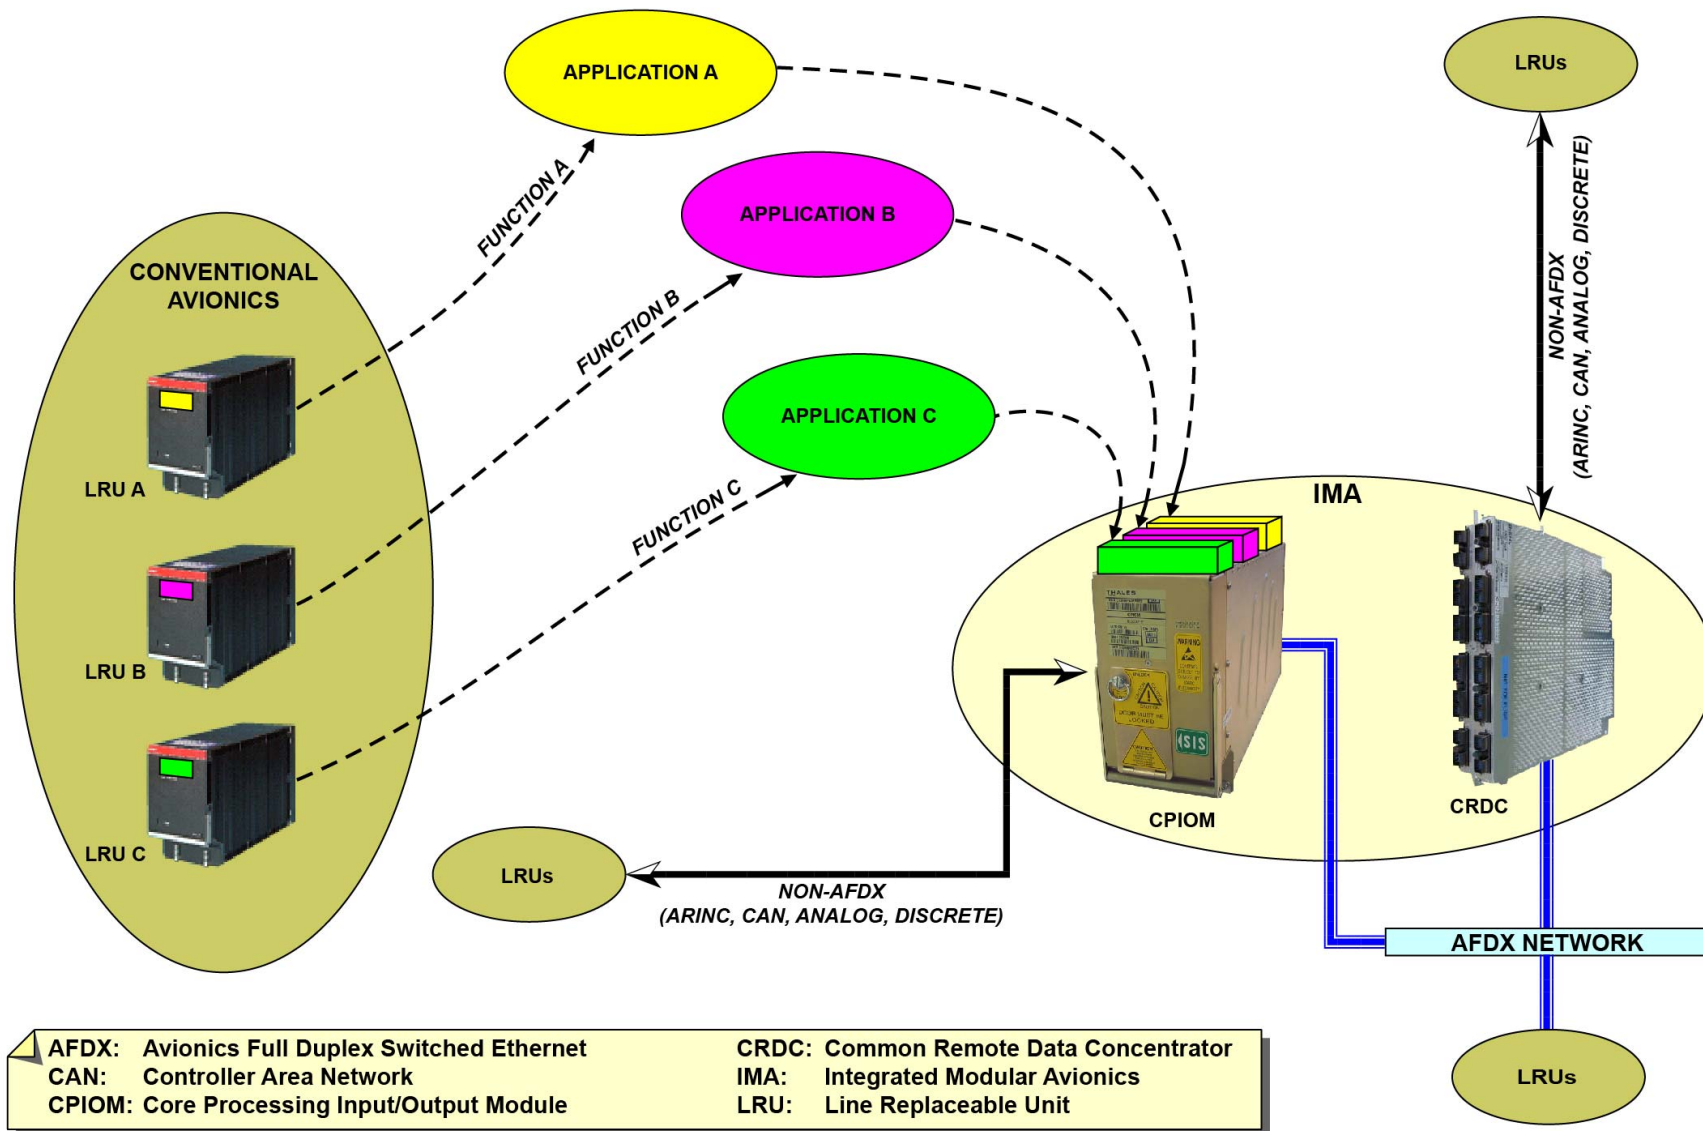 APPLICATION A
LRUs
FUNCTION A
APPLICATION B
NON-AFDX
(ARINC, CAN, ANALOG, DISCRETE)
CONVENTIONAL
AVIONICS
FUNCTION B
APPLICATION C
LRU A
FUNCTION C
IMA
THALES
WARNING
LRU B
SIS
CRDC
CPIOM
LRU C
LRUs
NON-AFDX
(ARINC, CAN, ANALOG, DISCRETE)
AFDX NETWORK
LRUs
AFDX: Avionics Full Duplex Switched Ethernet
CAN: Controller Area Network
CPIOM: Core Processing Input/Output Module
CRDC: Common Remote Data Concentrator
IMA: Integrated Modular Avionics
LRU: Line Replaceable Unit